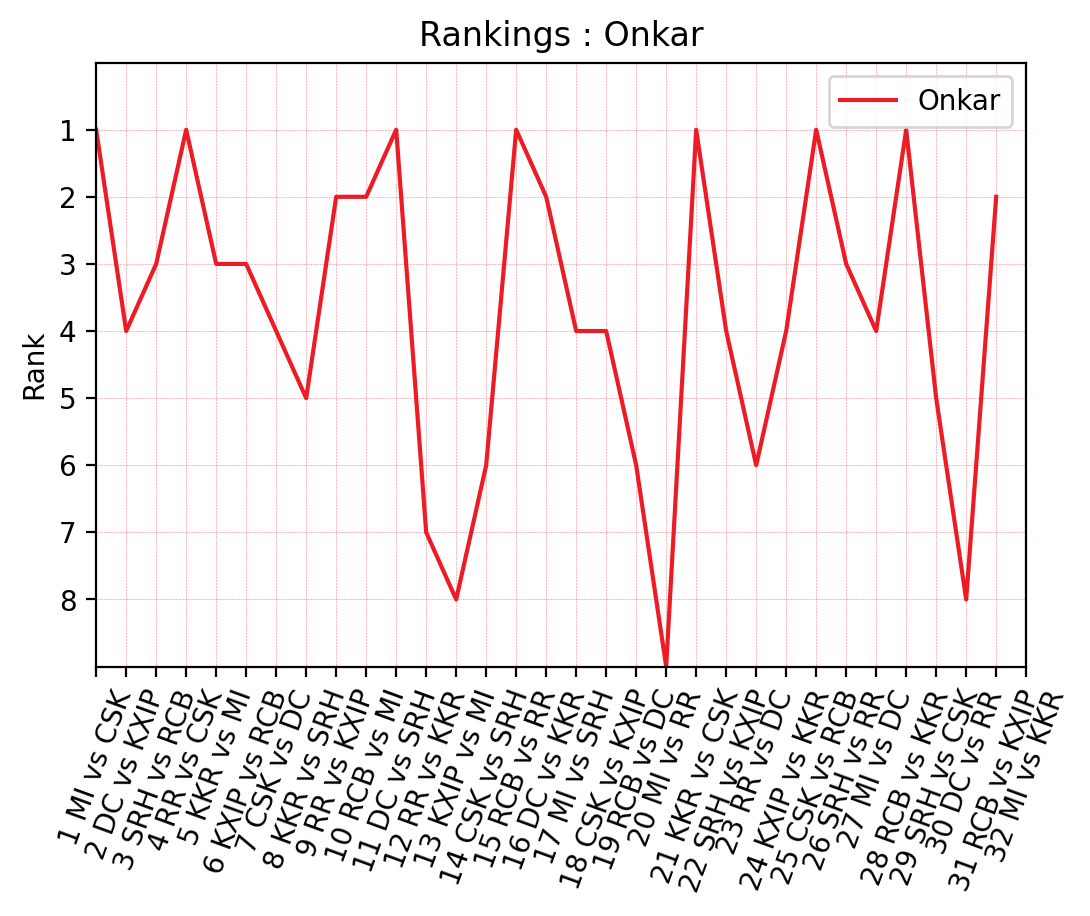 Rankings : Onkar
Onkar
Rank
1
2
3
4
5
6
7
8
1 MI vs CSK
2 DC vs KXIP
3 SRH vs RCB
4 RR vs CSK
5 KKR vs MI
6 KXIP vs RCB
7 CSK vs DC
8 KKR vs SRH
9 RR vs KXIP
10 RCB vs MI
11 DC vs SRH
12 RR vs KKR
13 KXIP vs MI
14 CSK vs SRH
15 RCB vs RR
16 DC vs KKR
17 MI vs SRH
18 CSK vs KXIP
19 RCB vs DC
20 MI vs RR
21 KKR vs CSK
22 SRH vs KXIP
23 RR vs DC
24 KXIP vs KKR
25 CSK vs RCB
26 SRH vs RR
27 MI vs DC
28 RCB vs KKR
29 SRH vs CSK
30 DC vs RR
31 RCB vs KXIP
32 MI vs KKR